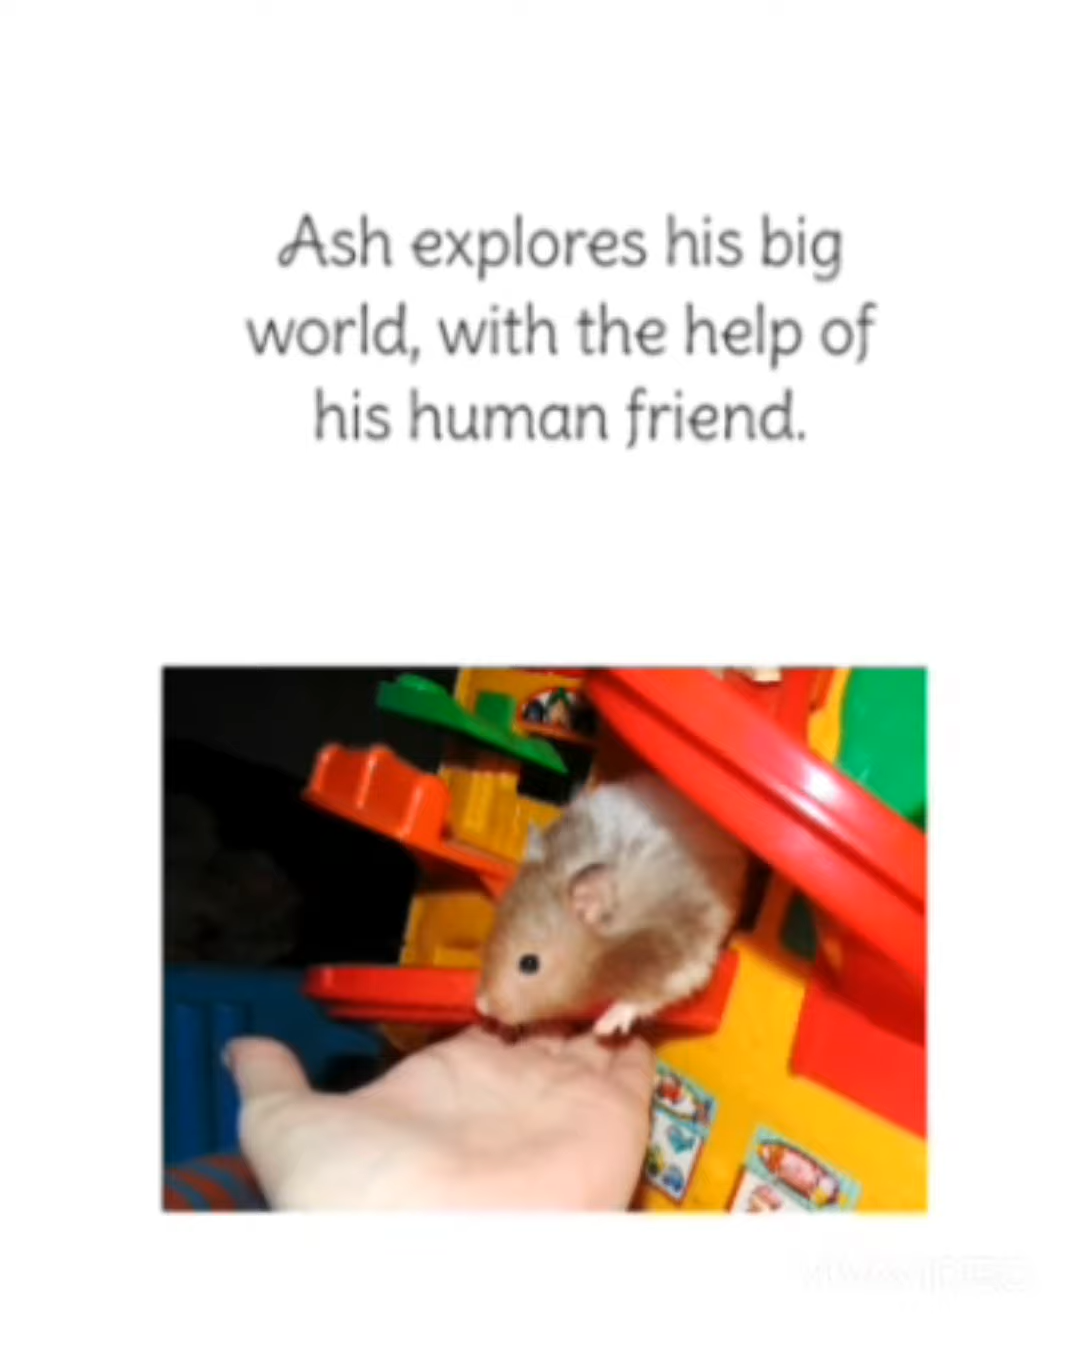 Ash explores his big
world, with the help of
his human friend.